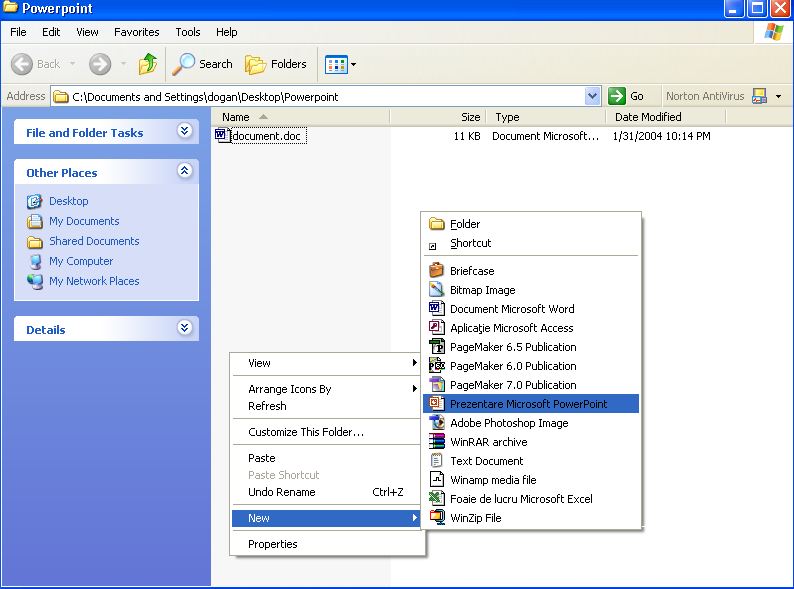 Powerpoint
File Edit View Favorites Tools Help
Back Search Folders
Address C:\Documents and Settings\dogan\Desktop\Powerpoint Go Norton AntiVirus
File and Folder Tasks
Other Places
Desktop
My Documents
Shared Documents
My Computer
My Network Places
Details
Name Size Type Date Modified
document.doc 11 KB Document Microsoft... 1/31/2004 10:14 PM
View
Arrange Icons By
Refresh
Customize This Folder...
Paste
Paste Shortcut
Undo Rename Ctrl+Z
New
Properties
Folder
Shortcut
Briefcase
Bitmap Image
Document Microsoft Word
Aplicaţie Microsoft Access
PageMaker 6.5 Publication
PageMaker 6.0 Publication
PageMaker 7.0 Publication
Prezentare Microsoft PowerPoint
Adobe Photoshop Image
WinRAR archive
Text Document
Winamp media file
Foaie de lucru Microsoft Excel
WinZip File